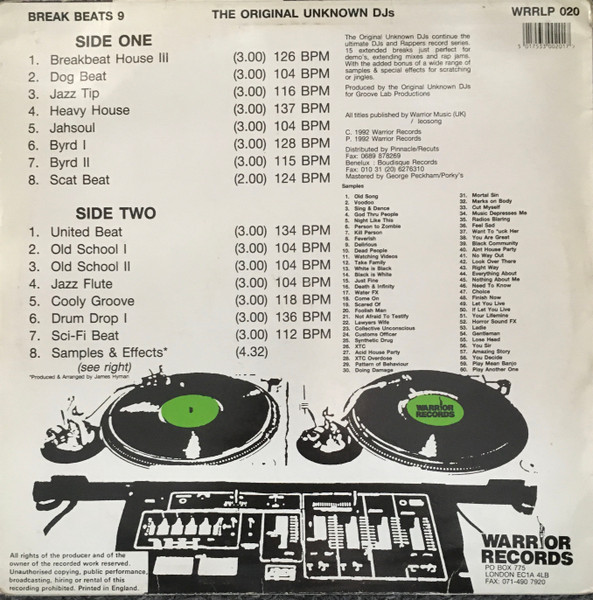 BREAK BEATS 9
THE ORIGINAL UNKNOWN DJs
WRRLP 020
SIDE ONE
1. Breakbeat House III (3.00) 126 BPM
2. Dog Beat (3.00) 104 BPM
3. Jazz Tip (3.00) 116 BPM
4. Heavy House (3.00) 137 BPM
5. Jahsoul (3.00) 104 BPM
6. Byrd I (3.00) 128 BPM
7. Byrd II (3.00) 115 BPM
8. Scat Beat (2.00) 124 BPM
SIDE TWO
1. United Beat (3.00) 134 BPM
2. Old School I (3.00) 104 BPM
3. Old School II (3.00) 104 BPM
4. Jazz Flute (3.00) 104 BPM
5. Cooly Groove (3.00) 118 BPM
6. Drum Drop I (3.00) 136 BPM
7. Sci-Fi Beat (3.00) 112 BPM
8. Samples & Effects* (4.32)
(see right)
*Produced & Arranged by James Hyman
The Original Unknown DJs continue the
ultimate DJs and Rappers record series.
15 extended breaks just perfect for
demo's, extending mixes and rap jams.
With the added bonus of a wide range of
samples & special effects for scratching
or jingles.
Produced by the Original Unknown DJs
for Groove Lab Productions
All titles published by Warrior Music (UK)
/ leosong
C. 1992 Warrior Records
P. 1992 Warrior Records
Distributed by Pinnacle/Recuts
Fax: 0689 878269
Benelux : Boudisque Records
Fax: 010 31 (20) 6276310
Mastered by George Peckham/Porky's
Samples
1. Old Song
2. Voodoo
3. Sing & Dance
4. God Thru People
5. Night Like This
6. Person to Zombie
7. Kill Person
8. Feverish
9. Delirious
10. Dead People
11. Watching Videos
12. Take Family
13. White is Black
14. Black is White
15. Just Fine
16. Death & Infinity
17. Water FX
18. Come On
19. Scared Of
20. Foolish Man
21. Not Afraid To Testify
22. Lawyers Wife
23. Collective Unconscious
24. Customs Officer
25. Synthetic Drug
26. XTC
27. Acid House Party
28. XTC Overdose
29. Pattern of Behaviour
30. Doing Damage
31. Mortal Sin
32. Marks on Body
33. Cut Myself
34. Music Depresses Me
35. Radios Blaring
36. Feel Sad
37. Want To "uck Her
38. You Are Great
39. Black Community
40. Aint House Party
41. No Way Out
42. Look Over There
43. Right Way
44. Everything About
45. Nothing About Me
46. Need To Know
47. Choice
48. Finish Now
49. Let You Live
50. If Let You Live
51. Your Lifemine
52. Horror Sound FX
53. Ladie
54. Gentleman
55. Lose Head
56. You Sir
57. Amazing Story
58. You Decide
59. Play Mean Banjo
60. Play Another One
WARRIOR
RECORDS
All rights of the producer and of the
owner of the recorded work reserved.
Unauthorised copying, public performance,
broadcasting, hiring or rental of this
recording prohibited. Printed in England.
WARRIOR
RECORDS
PO BOX 775
LONDON EC1A 4LB
FAX: 071-490 7920